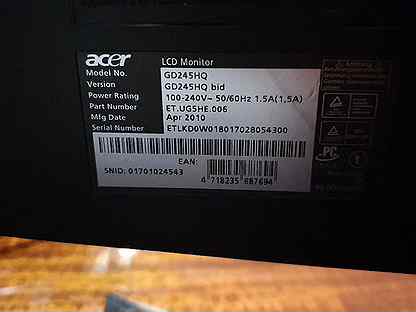 acer LCD Monitor
Model No. GD245HQ
Version GD245HQ bid
Power Rating 100-240V~ 50/60Hz 1.5A(1,5A)
Part Number ET.UG5HE.006
Mfg Date Apr 2010
Serial Number ETLKD0W018017028054300
EAN:
SNID: 01701024543
4 718235 887694